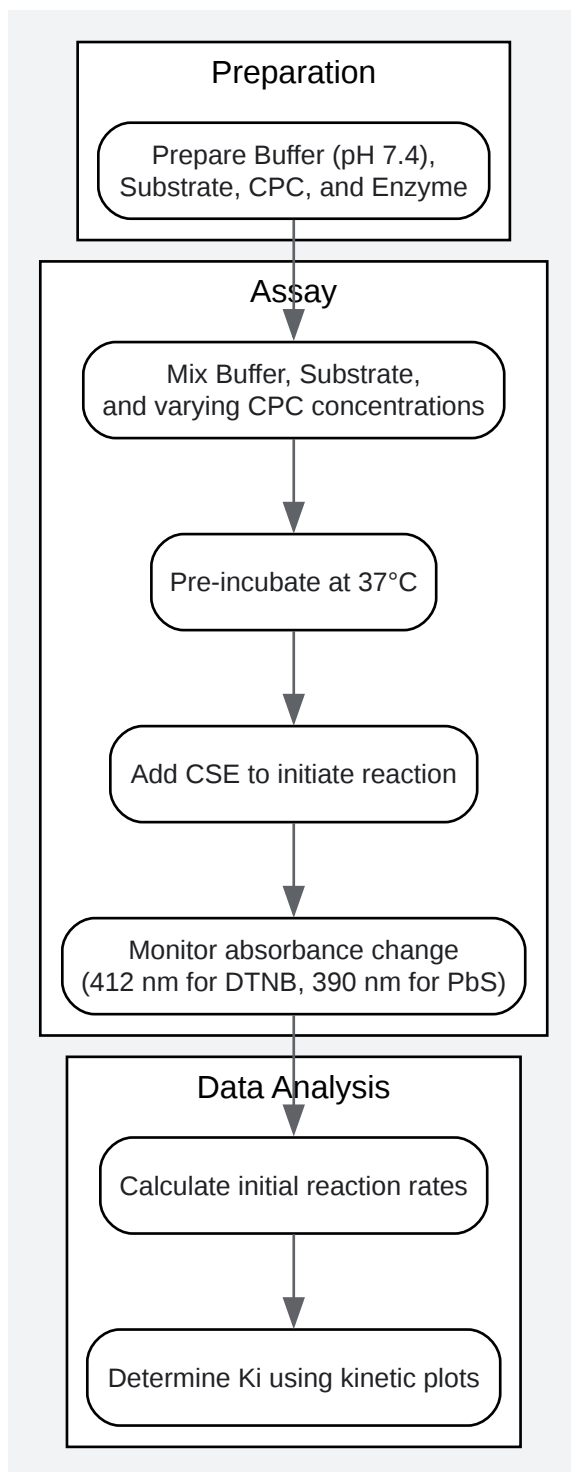 Preparation
Prepare Buffer (pH 7.4),
Substrate, CPC, and Enzyme
Assay
Mix Buffer, Substrate,
and varying CPC concentrations
Pre-incubate at 37°C
Add CSE to initiate reaction
Monitor absorbance change
(412 nm for DTNB, 390 nm for PbS)
Data Analysis
Calculate initial reaction rates
Determine Ki using kinetic plots